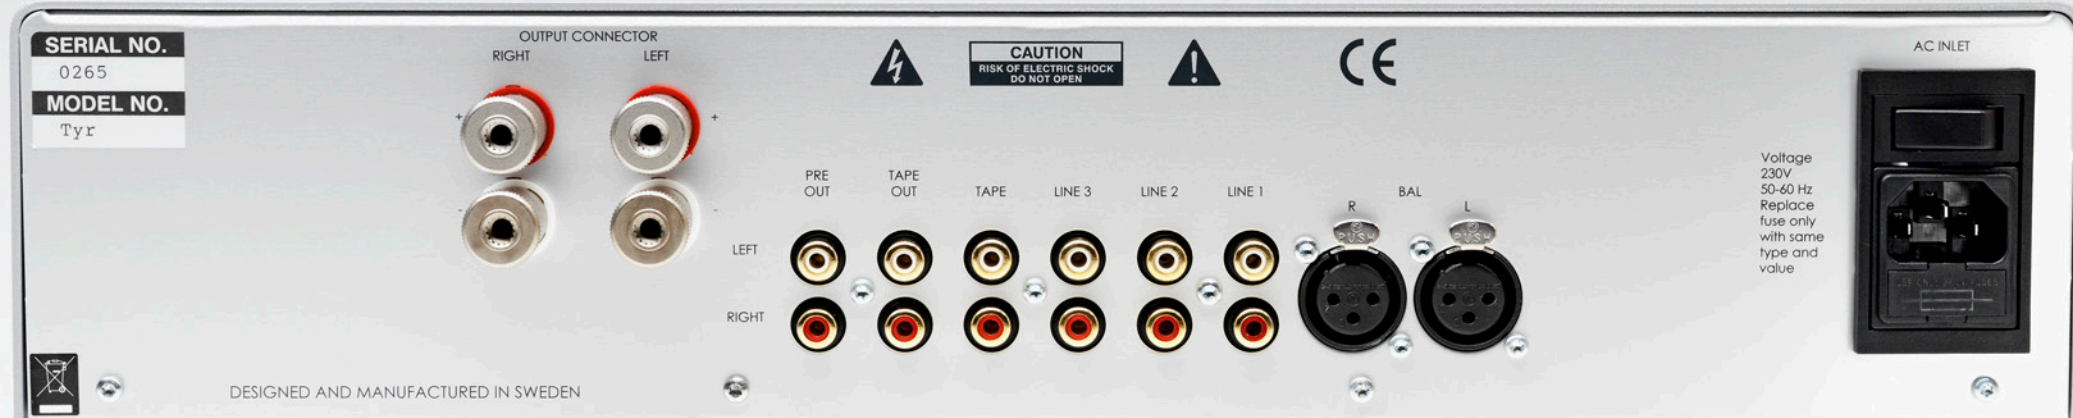 SERIAL NO.
0265
MODEL NO.
Tyr
OUTPUT CONNECTOR
RIGHT
LEFT
+
+
-
-
CAUTION
RISK OF ELECTRIC SHOCK
DO NOT OPEN
CE
AC INLET
Voltage
230V
50-60 Hz
Replace
fuse only
with same
type and
value
PRE
OUT
TAPE
OUT
TAPE
LINE 3
LINE 2
LINE 1
BAL
R
L
PUSH
PUSH
LEFT
RIGHT
DESIGNED AND MANUFACTURED IN SWEDEN